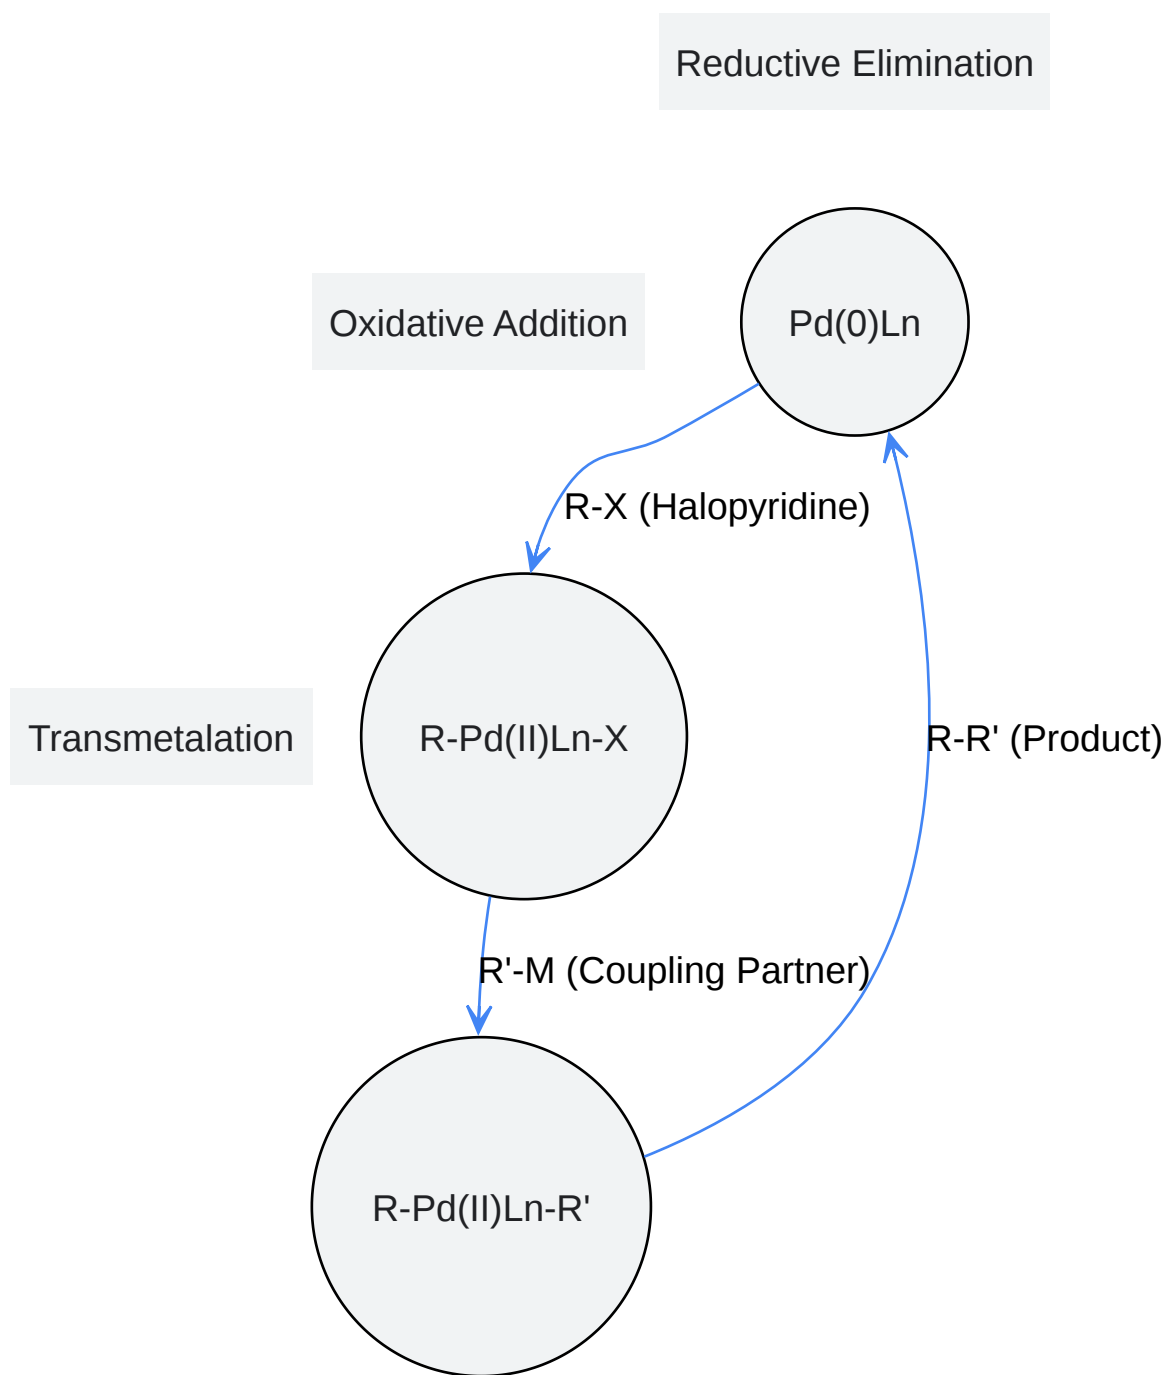 Reductive Elimination
Oxidative Addition
Pd(0)Ln
R-X (Halopyridine)
Transmetalation
R-Pd(II)Ln-X
R-R' (Product)
R'-M (Coupling Partner)
R-Pd(II)Ln-R'